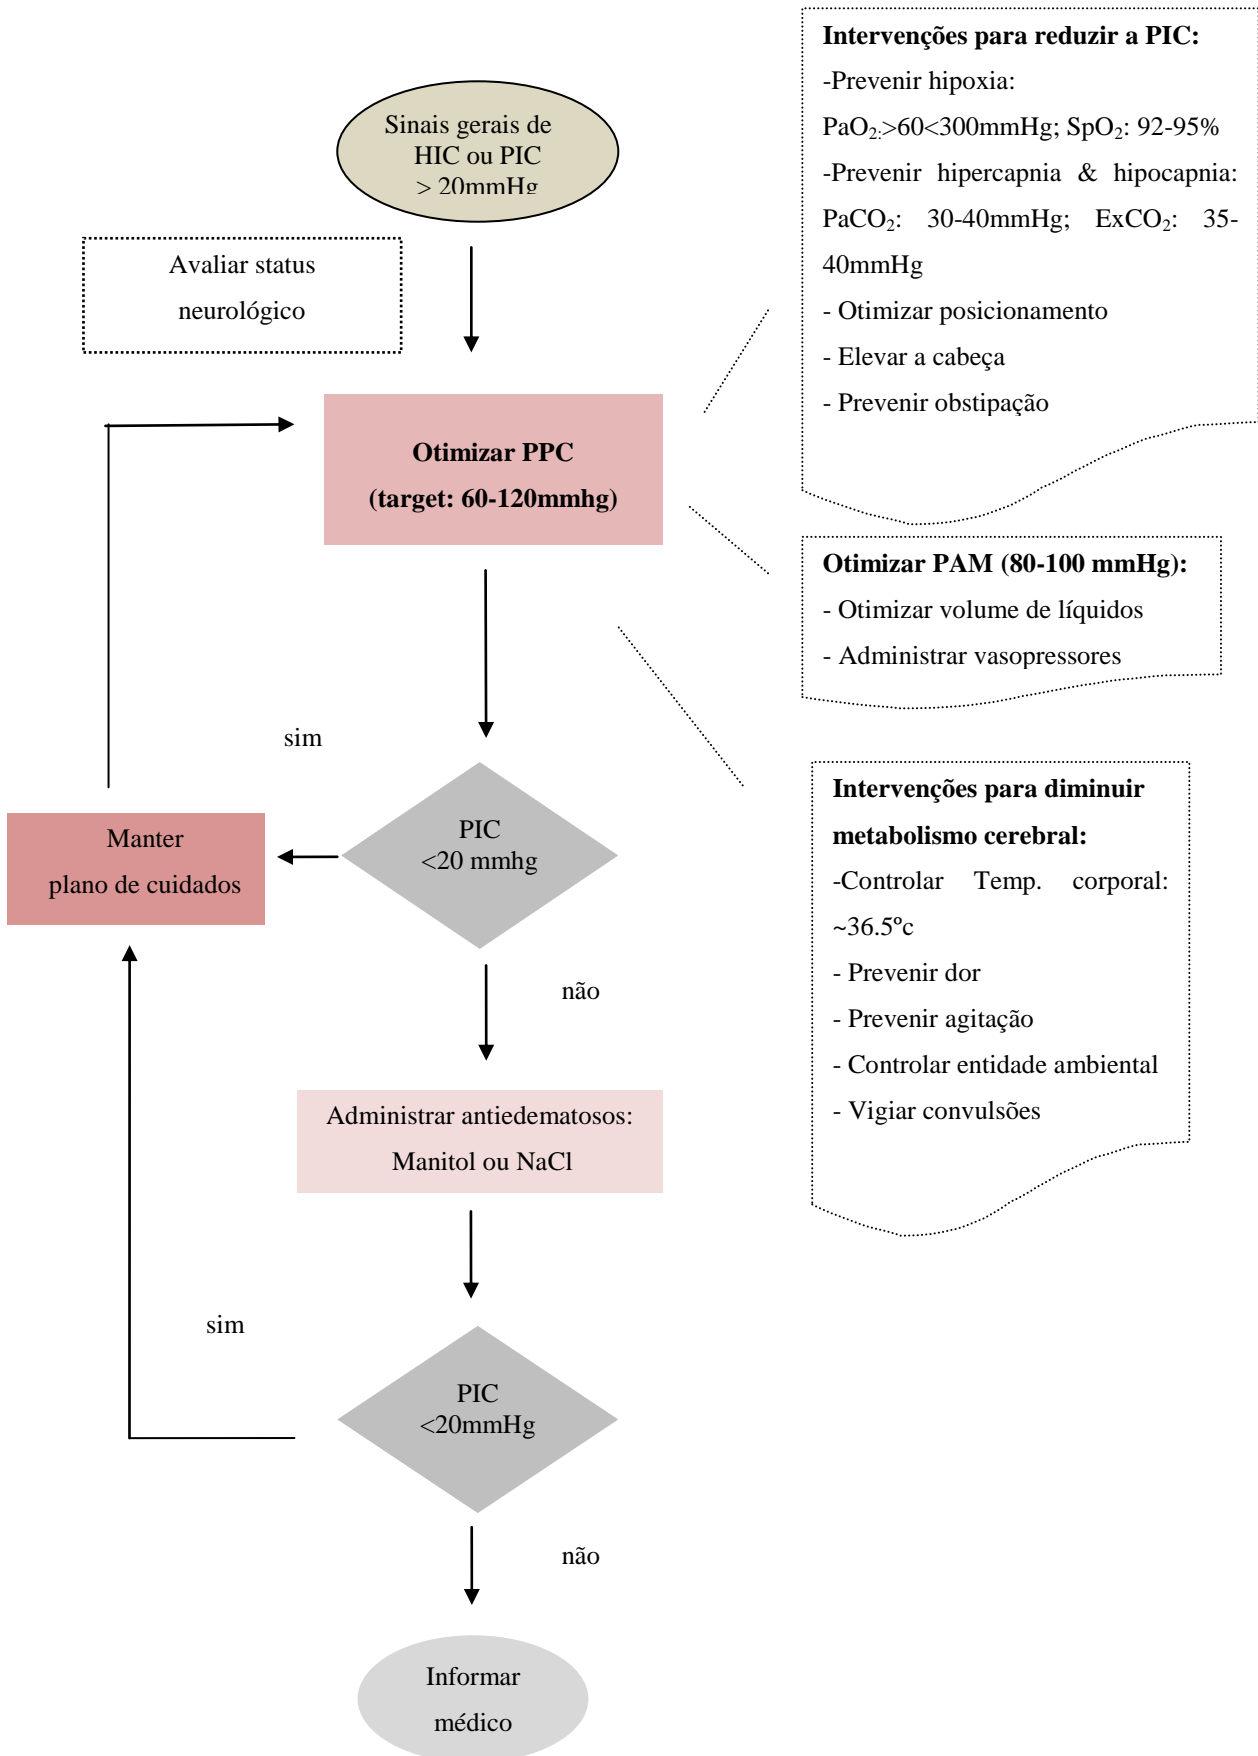 Sinais gerais de
HIC ou PIC
> 20mmHg
Avaliar status
neurológico
Otimizar PPC
(target: 60-120mmhg)
sim
PIC
<20 mmhg
Manter
plano de cuidados
não
Administrar antiedematosos:
Manitol ou NaCl
sim
PIC
<20mmHg
não
Informar
médico
Intervenções para reduzir a PIC:
-Prevenir hipoxia:
PaO₂:>60<300mmHg; SpO₂: 92-95%
-Prevenir hipercapnia & hipocapnia:
PaCO₂: 30-40mmHg; ExCO₂: 35-
40mmHg
- Otimizar posicionamento
- Elevar a cabeça
- Prevenir obstipação
Otimizar PAM (80-100 mmHg):
- Otimizar volume de líquidos
- Administrar vasopressores
Intervenções para diminuir
metabolismo cerebral:
-Controlar Temp. corporal:
~36.5ºc
- Prevenir dor
- Prevenir agitação
- Controlar entidade ambiental
- Vigiar convulsões